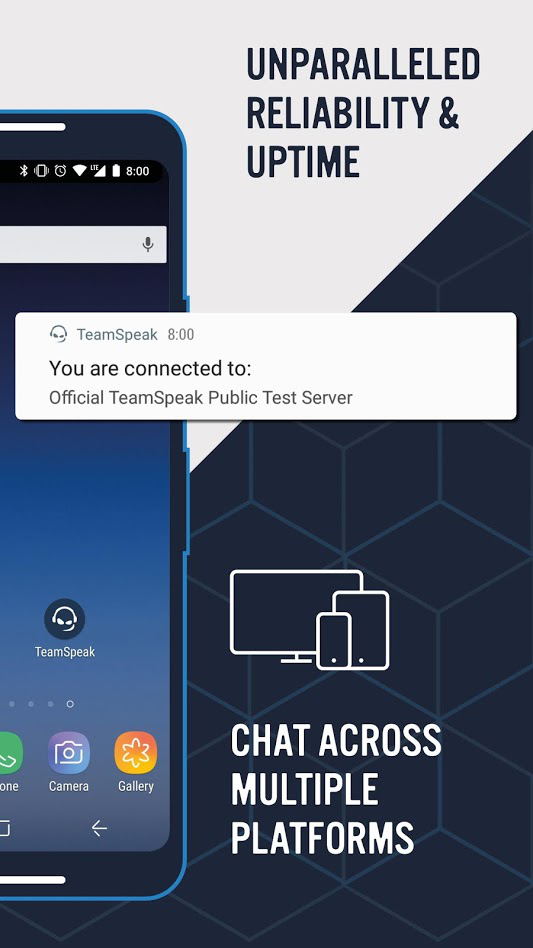 UNPARALLELED
RELIABILITY &
UPTIME
LTE 8:00
TeamSpeak 8:00
You are connected to:
Official TeamSpeak Public Test Server
TeamSpeak
one Camera Gallery
CHAT ACROSS
MULTIPLE
PLATFORMS